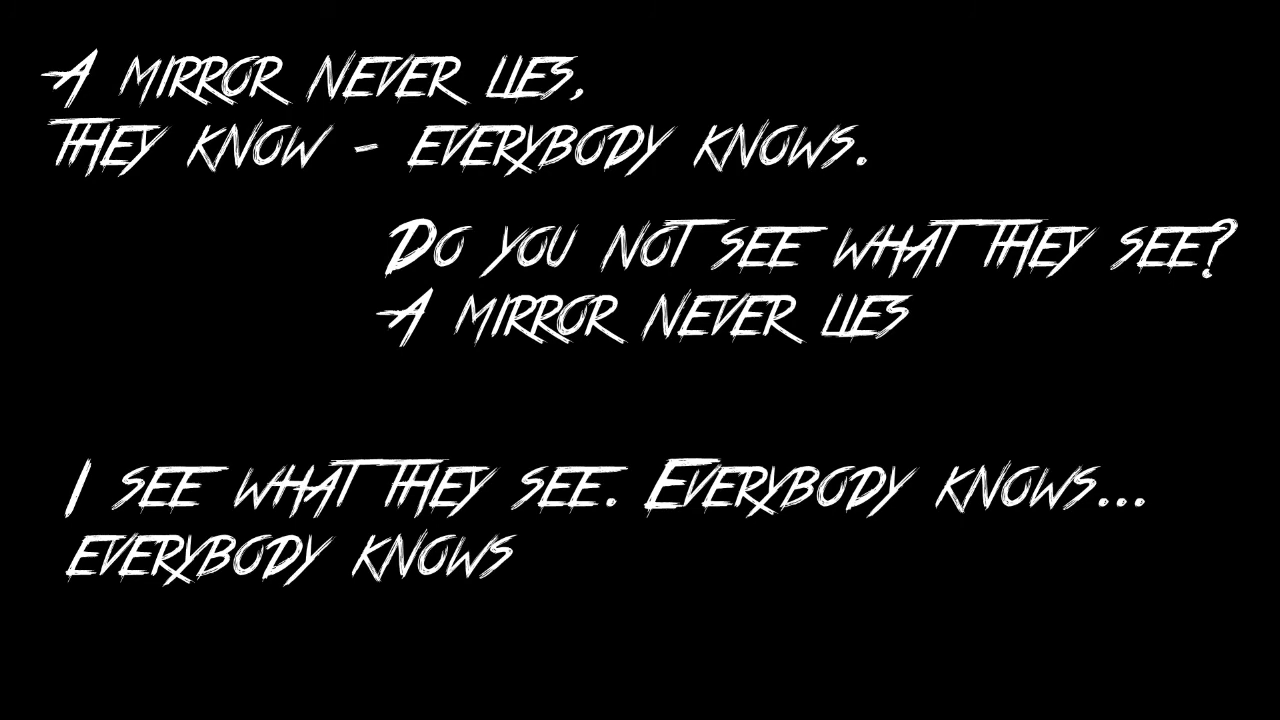 A mirror never lies,
They know - everybody knows.
Do you not see what they see?
A mirror never lies
I see what they see. Everybody knows...
everybody knows